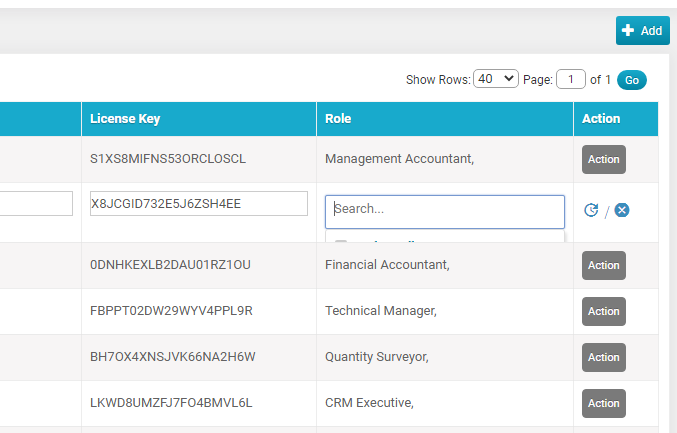 Add
Show Rows: 40 Page: 1 of 1 Go
License Key Role Action
S1XS8MIFNS53ORCLOSCL Management Accountant, Action
X8JCGID732E5J6ZSH4EE Search... /
0DNHKEXLB2DAU01RZ1OU Financial Accountant, Action
FBPPT02DW29WYV4PPL9R Technical Manager, Action
BH7OX4XNSJVK66NA2H6W Quantity Surveyor, Action
LKWD8UMZFJ7FO4BMVL6L CRM Executive, Action